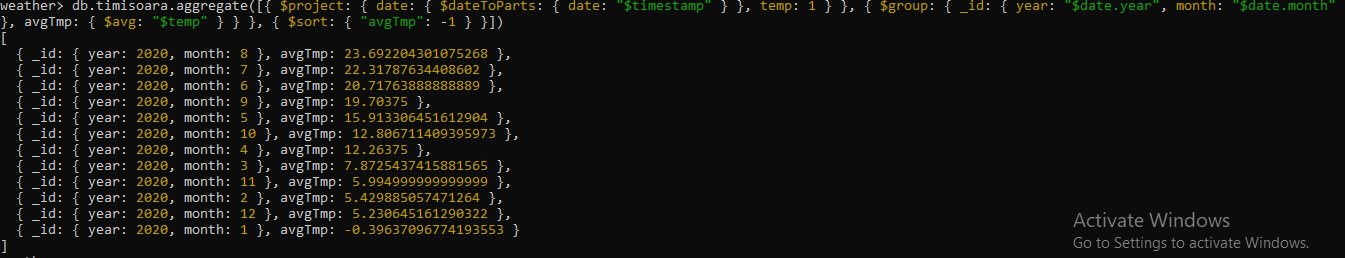 weather> db.timisoara.aggregate([{ $project: { date: { $dateToParts: { date: "$timestamp" } }, temp: 1 } }, { $group: { _id: { year: "$date.year", month: "$date.month"
}, avgTmp: { $avg: "$temp" } } }, { $sort: { "avgTmp": -1 } }])
[
  { _id: { year: 2020, month: 8 }, avgTmp: 23.692204301075268 },
  { _id: { year: 2020, month: 7 }, avgTmp: 22.31787634408602 },
  { _id: { year: 2020, month: 6 }, avgTmp: 20.71763888888889 },
  { _id: { year: 2020, month: 9 }, avgTmp: 19.70375 },
  { _id: { year: 2020, month: 5 }, avgTmp: 15.913306451612904 },
  { _id: { year: 2020, month: 10 }, avgTmp: 12.806711409395973 },
  { _id: { year: 2020, month: 4 }, avgTmp: 12.26375 },
  { _id: { year: 2020, month: 3 }, avgTmp: 7.8725437415881565 },
  { _id: { year: 2020, month: 11 }, avgTmp: 5.994999999999999 },
  { _id: { year: 2020, month: 2 }, avgTmp: 5.429885057471264 },
  { _id: { year: 2020, month: 12 }, avgTmp: 5.230645161290322 },
  { _id: { year: 2020, month: 1 }, avgTmp: -0.39637096774193553 }
]
Activate Windows
Go to Settings to activate Windows.